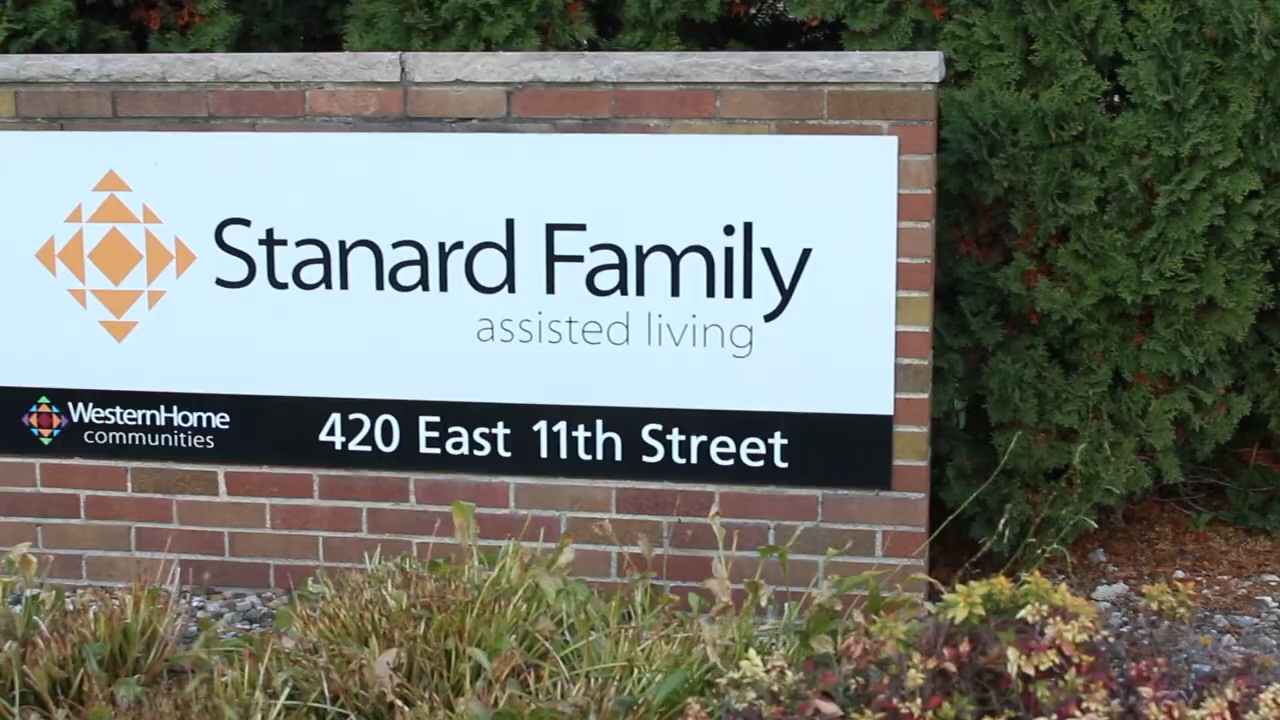 Stanard Family
assisted living
WesternHome
communities
420 East 11th Street